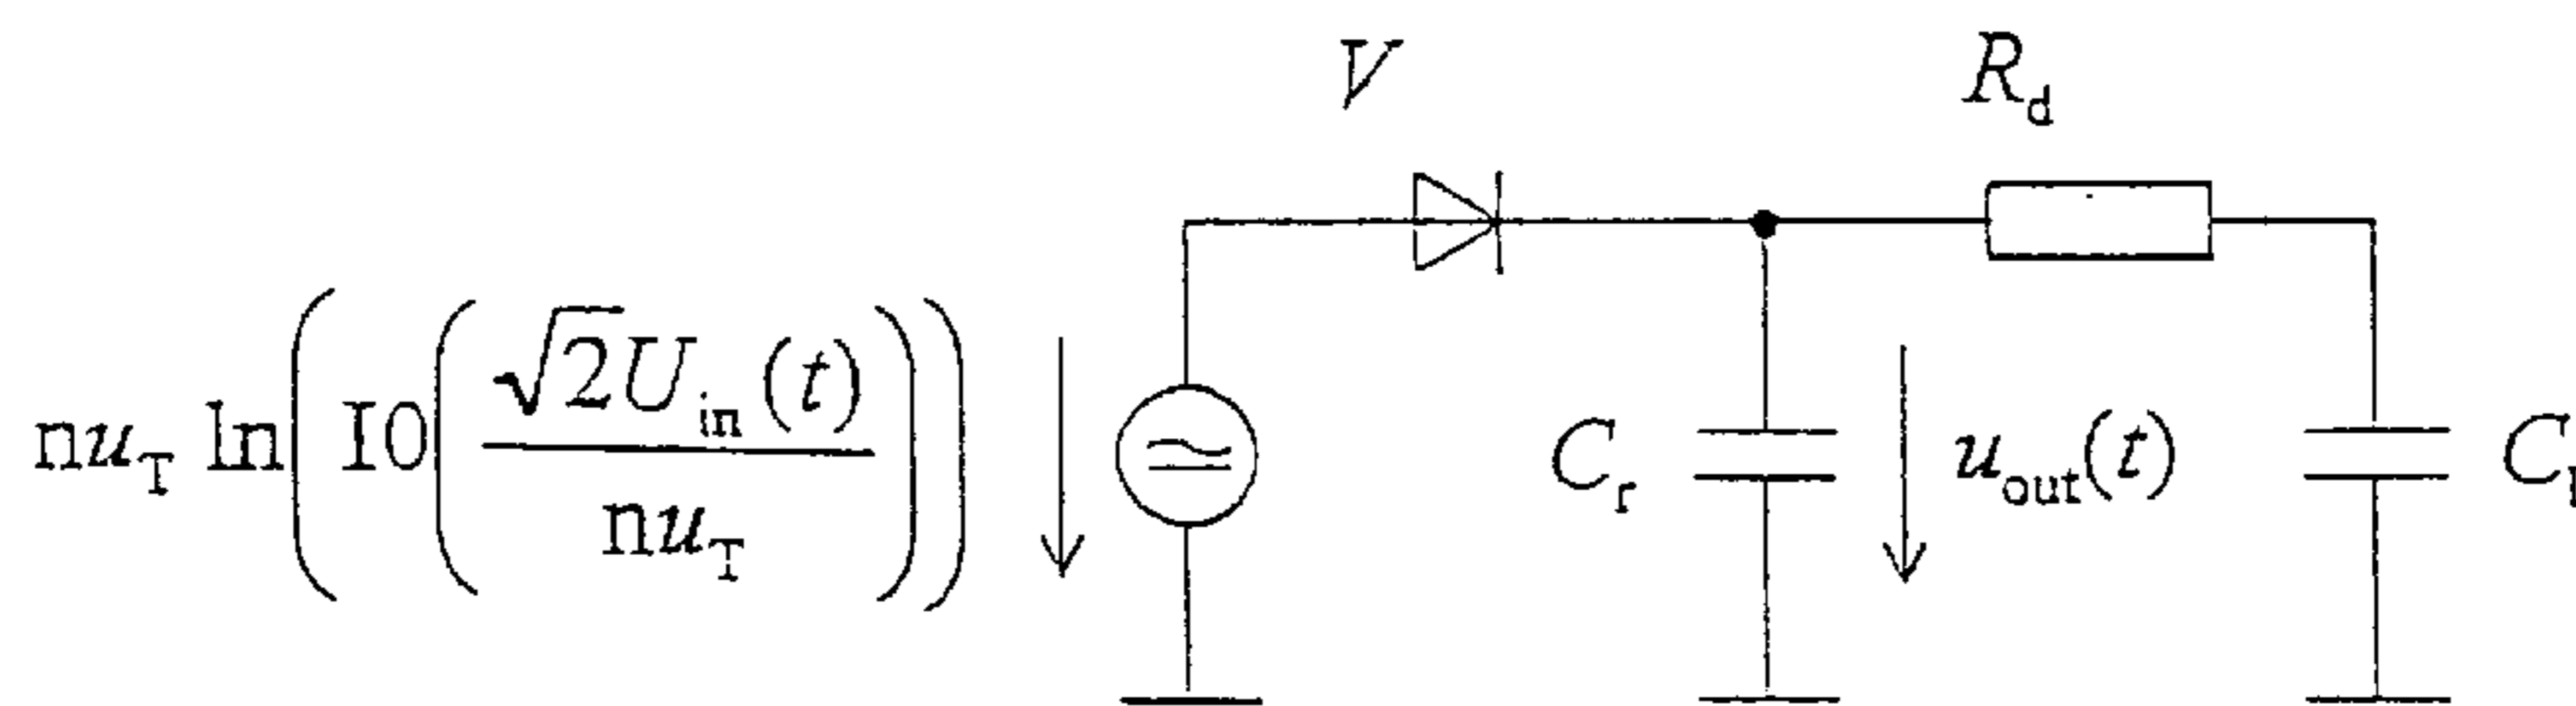 V
R_d
nu_T ln(I0(√2U_in(t) / nu_T))
C_r
u_out(t)
C